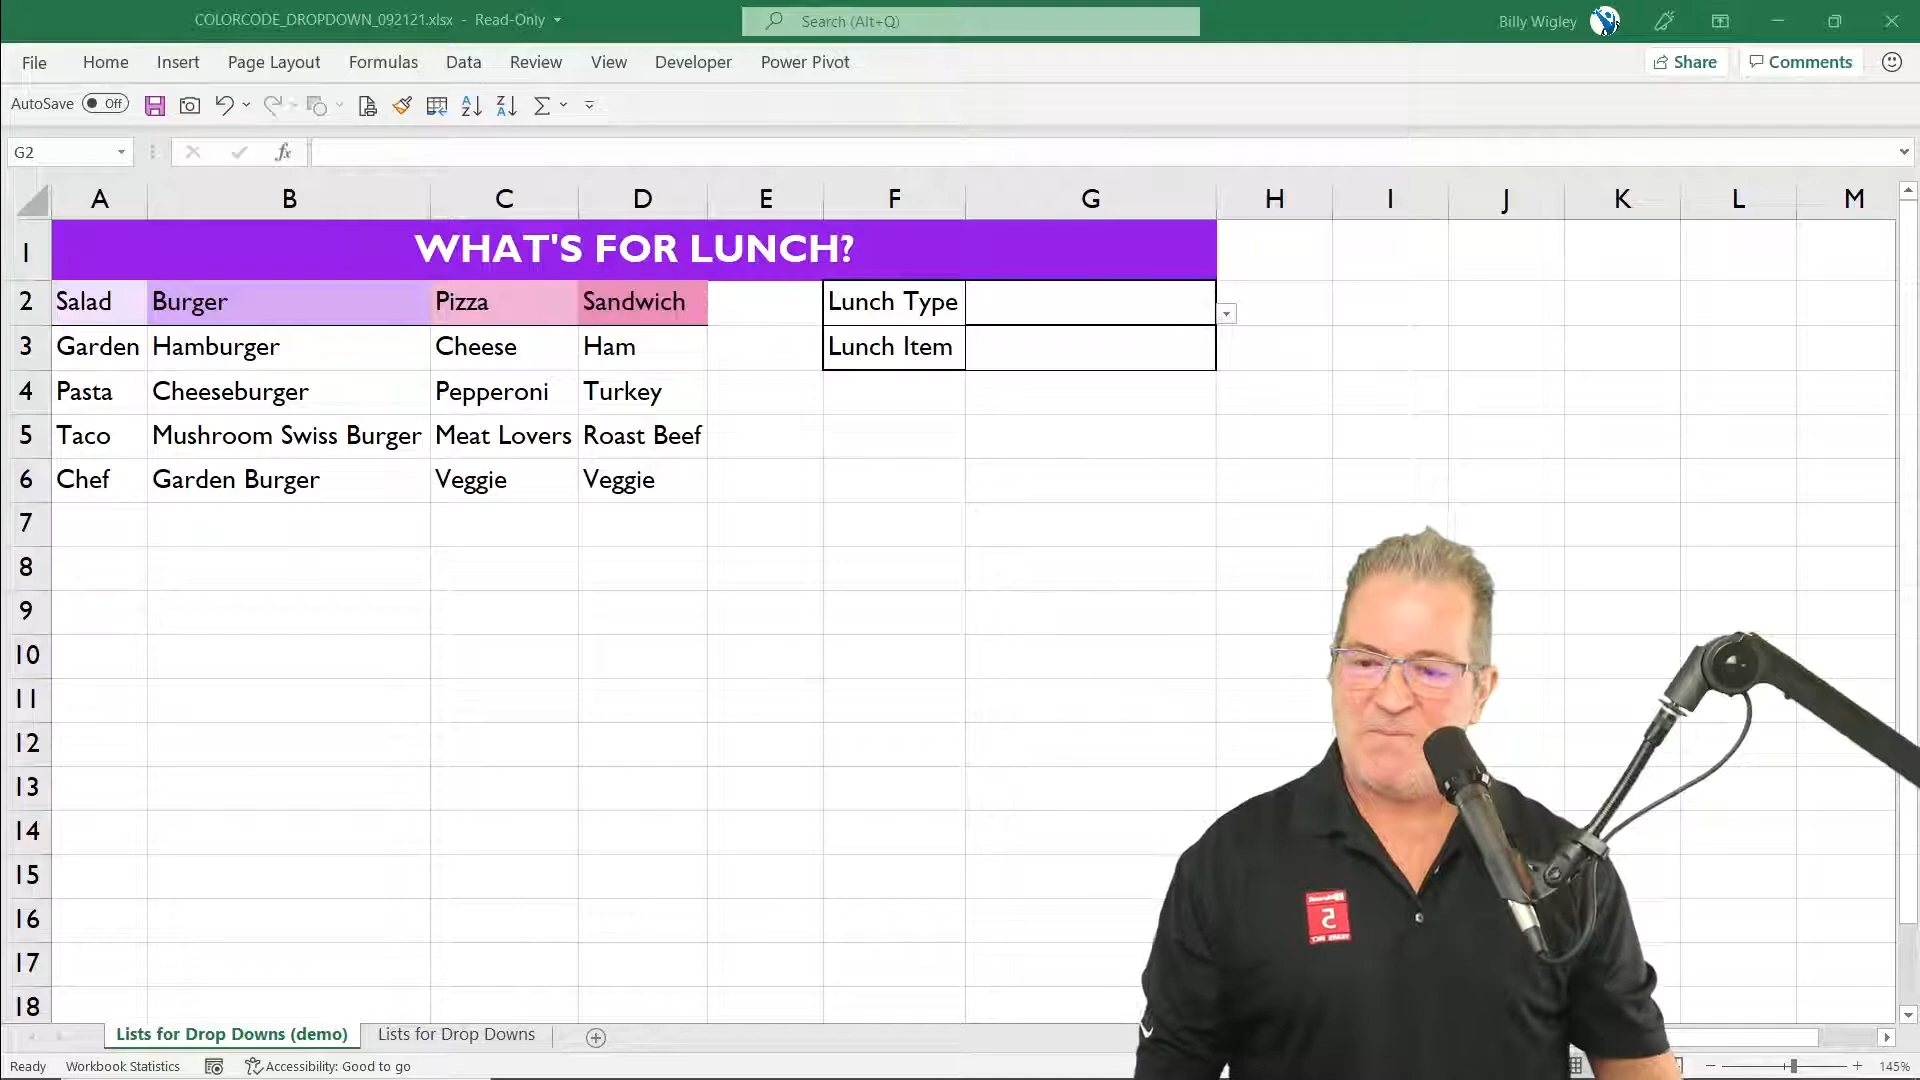 COLORCODE_DROPDOWN_092121.xlsx - Read-Only
Search (Alt+Q)
Billy Wigley
File Home Insert Page Layout Formulas Data Review View Developer Power Pivot
Share Comments
AutoSave Off
G2
fx
A B C D E F G H I J K L M
1 WHAT'S FOR LUNCH?
2 Salad Burger Pizza Sandwich Lunch Type
3 Garden Hamburger Cheese Ham Lunch Item
4 Pasta Cheeseburger Pepperoni Turkey
5 Taco Mushroom Swiss Burger Meat Lovers Roast Beef
6 Chef Garden Burger Veggie Veggie
7
8
9
10
11
12
13
14
15
16
17
18
Lists for Drop Downs (demo) Lists for Drop Downs
Ready Workbook Statistics Accessibility: Good to go
145%